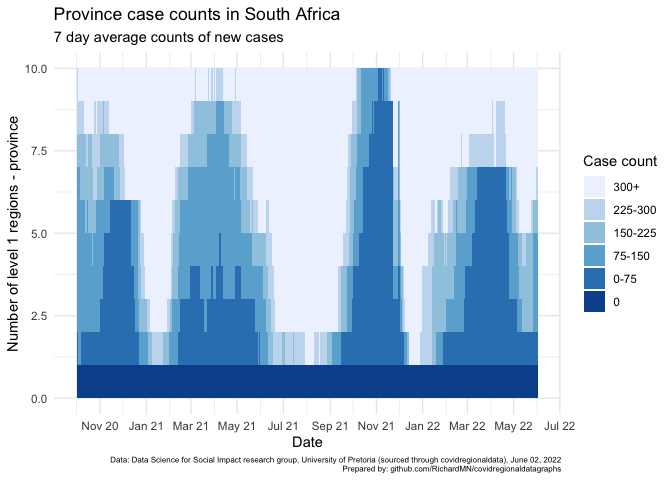 Province case counts in South Africa
7 day average counts of new cases
Number of level 1 regions - province
10.0
7.5
5.0
2.5
0.0
Nov 20 Jan 21 Mar 21 May 21 Jul 21 Sep 21 Nov 21 Jan 22 Mar 22 May 22 Jul 22
Date
Case count
300+
225-300
150-225
75-150
0-75
0
Data: Data Science for Social Impact research group, University of Pretoria (sourced through covidregionaldata), June 02, 2022
Prepared by: github.com/RichardMN/covidregionaldatagraphs